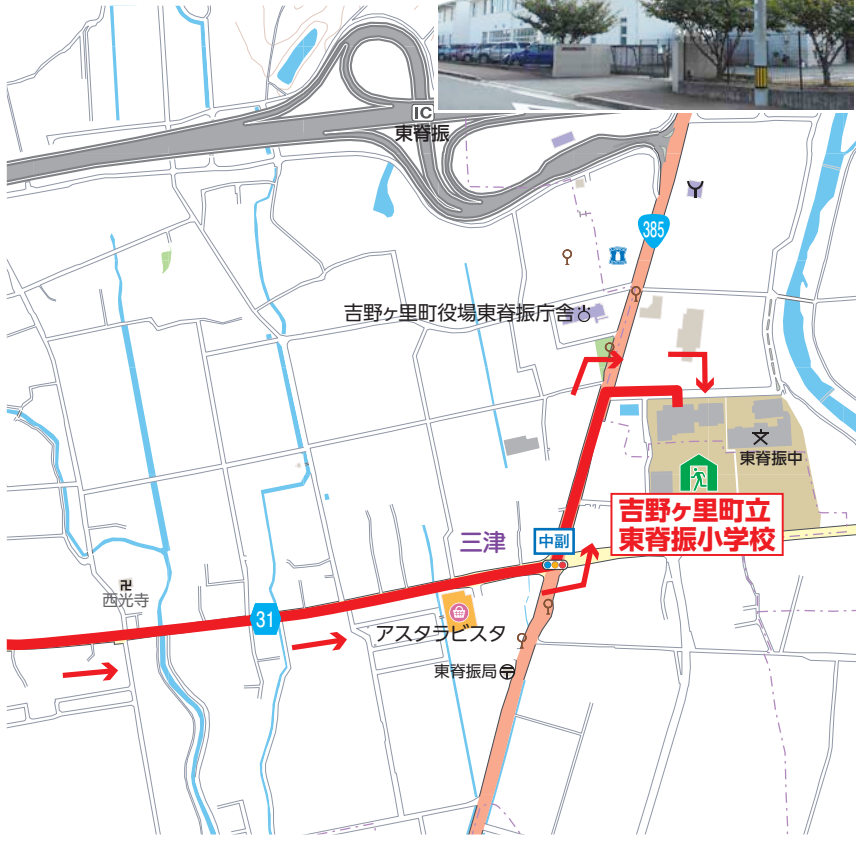 IC
東脊振
385
吉野ヶ里町役場東脊振庁舎
文
東脊振中
吉野ヶ里町立
東脊振小学校
三津
中副
西光寺
31
アスタラビスタ
東脊振局